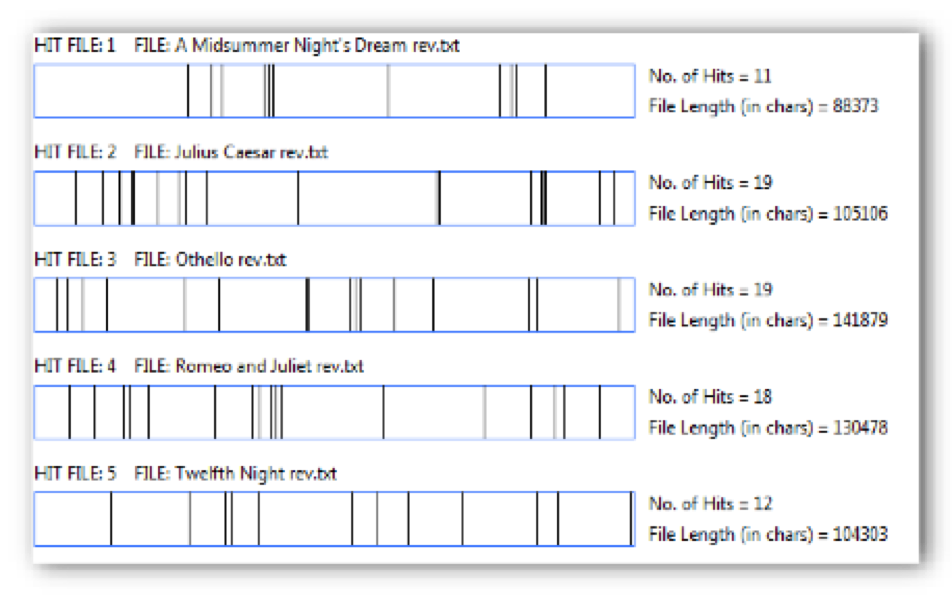 HIT FILE: 1 FILE: A Midsummer Night's Dream rev.txt
No. of Hits = 11
File Length (in chars) = 88373
HIT FILE: 2 FILE: Julius Caesar rev.txt
No. of Hits = 19
File Length (in chars) = 105106
HIT FILE: 3 FILE: Othello rev.txt
No. of Hits = 19
File Length (in chars) = 141879
HIT FILE: 4 FILE: Romeo and Juliet rev.txt
No. of Hits = 18
File Length (in chars) = 130478
HIT FILE: 5 FILE: Twelfth Night rev.txt
No. of Hits = 12
File Length (in chars) = 104303